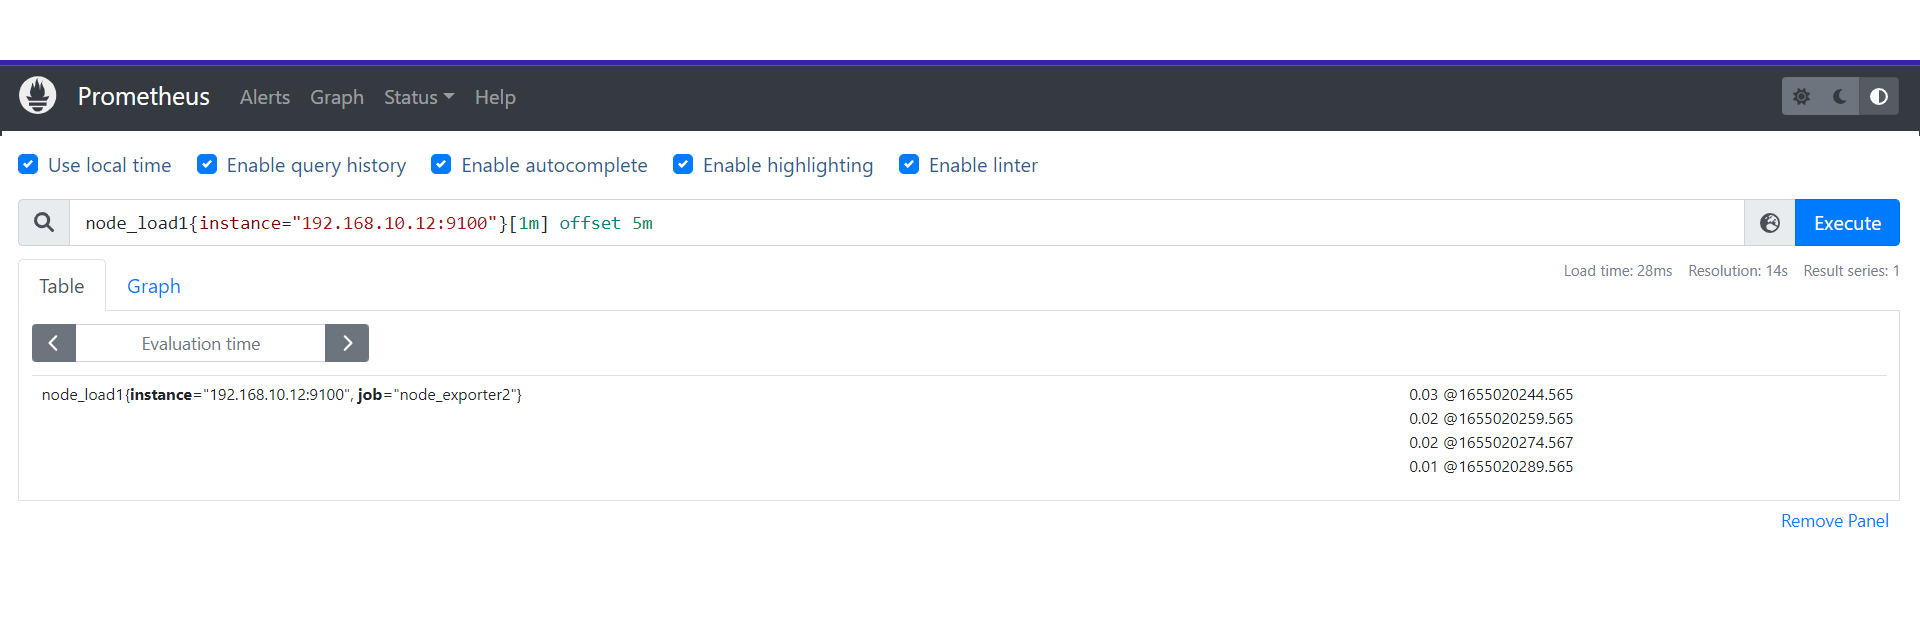 Prometheus Alerts Graph Status Help
Use local time Enable query history Enable autocomplete Enable highlighting Enable linter
node_load1{instance="192.168.10.12:9100"}[1m] offset 5m Execute
Load time: 28ms Resolution: 14s Result series: 1
Table Graph
Evaluation time
node_load1{instance="192.168.10.12:9100", job="node_exporter2"} 0.03 @1655020244.565
0.02 @1655020259.565
0.02 @1655020274.567
0.01 @1655020289.565
Remove Panel